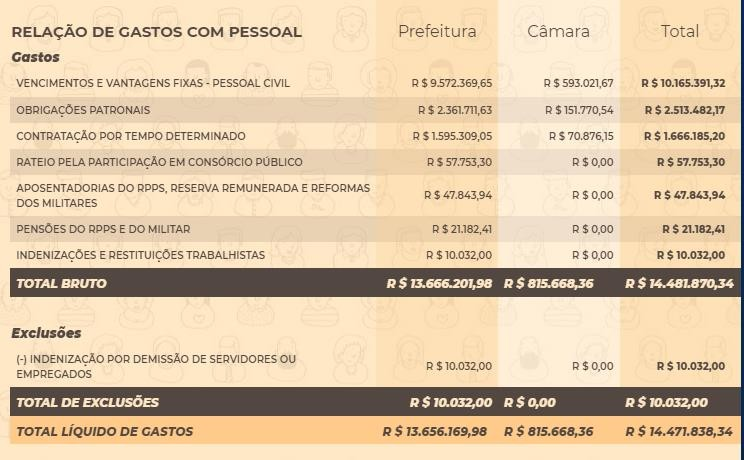 RELAÇÃO DE GASTOS COM PESSOAL Prefeitura Câmara Total
Gastos
VENCIMENTOS E VANTAGENS FIXAS - PESSOAL CIVIL R $ 9.572.369,65 R $ 593.021,67 R $ 10.165.391,32
OBRIGAÇÕES PATRONAIS R $ 2.361.711,63 R $ 151.770,54 R $ 2.513.482,17
CONTRATAÇÃO POR TEMPO DETERMINADO R $ 1.595.309,05 R $ 70.876,15 R $ 1.666.185,20
RATEIO PELA PARTICIPAÇÃO EM CONSÓRCIO PÚBLICO R $ 57.753,30 R $ 0,00 R $ 57.753,30
APOSENTADORIAS DO RPPS, RESERVA REMUNERADA E REFORMAS
DOS MILITARES R $ 47.843,94 R $ 0,00 R $ 47.843,94
PENSÕES DO RPPS E DO MILITAR R $ 21.182,41 R $ 0,00 R $ 21.182,41
INDENIZAÇÕES E RESTITUIÇÕES TRABALHISTAS R $ 10.032,00 R $ 0,00 R $ 10.032,00
TOTAL BRUTO R $ 13.666.201,98 R $ 815.668,36 R $ 14.481.870,34
Exclusões
(-) INDENIZAÇÃO POR DEMISSÃO DE SERVIDORES OU
EMPREGADOS R $ 10.032,00 R $ 0,00 R $ 10.032,00
TOTAL DE EXCLUSÕES R $ 10.032,00 R $ 0,00 R $ 10.032,00
TOTAL LÍQUIDO DE GASTOS R $ 13.656.169,98 R $ 815.668,36 R $ 14.471.838,34